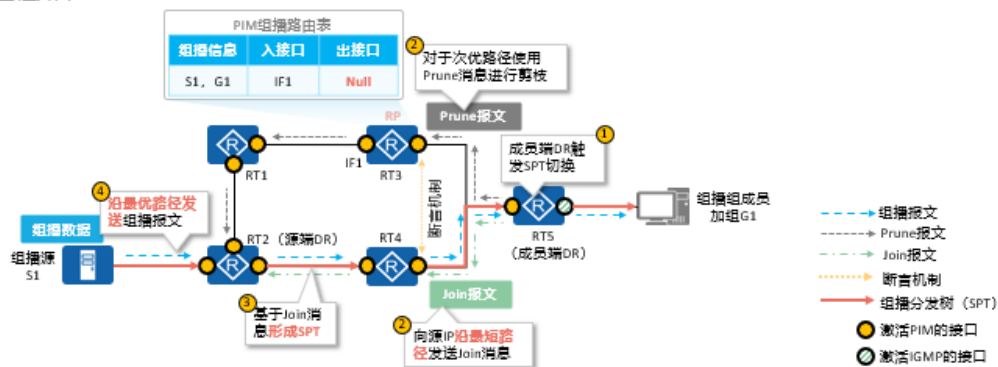 PIM组播路由表
组播信息 入接口 出接口
S1, G1 IF1 Null
②
对于次优路径使用
Prune消息进行剪枝
RP
Prune报文
R
RT1
IF1
R
RT3
①
成员端DR触
发SPT切换
断言机制
④
沿最优路径发
送组播报文
组播数据
组播源
S1
R
RT2（源端DR）
R
RT4
R
RT5
（成员端DR）
组播组成员
加组G1
③
基于Join消
息形成SPT
Join报文
②
向源IP沿最短路
径发送Join消息
组播报文
Prune报文
Join报文
断言机制
组播分发树（SPT）
激活PIM的接口
激活IGMP的接口